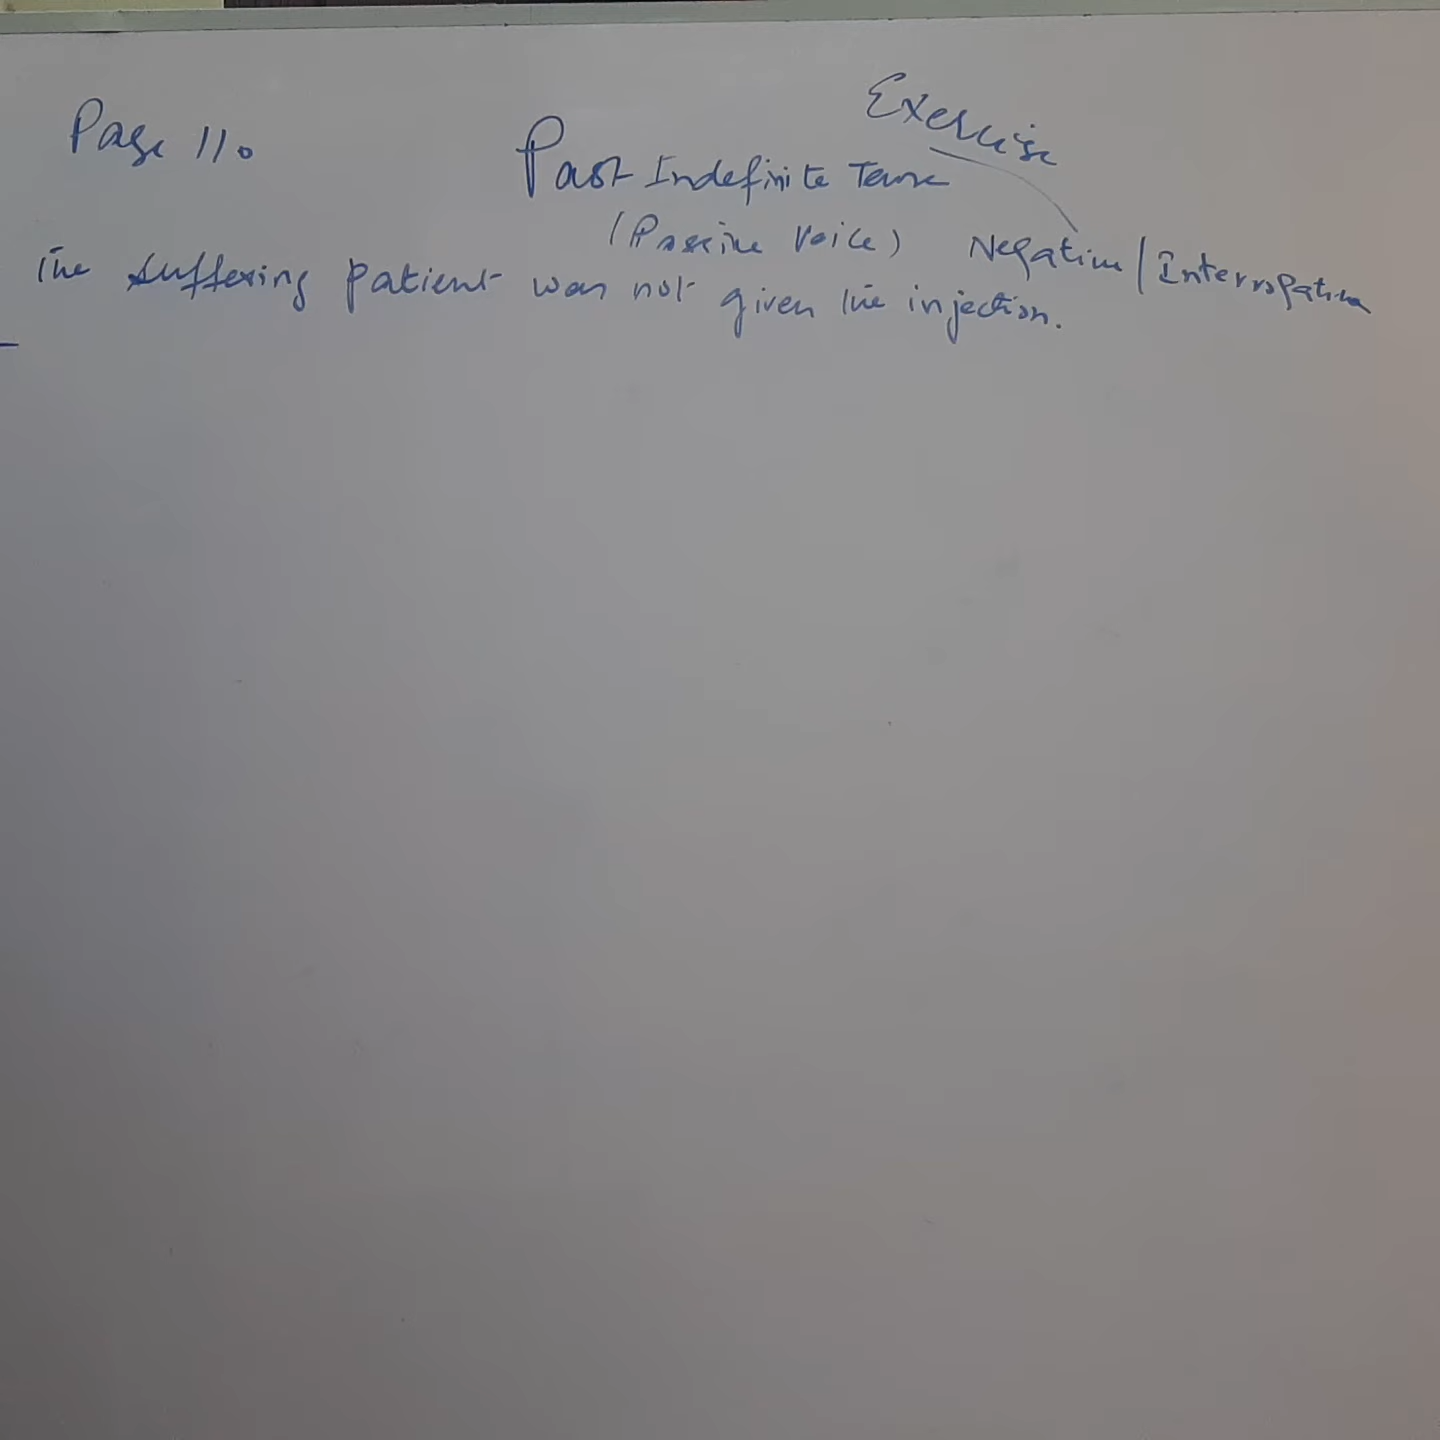 Page 110
Exercise
Past Indefinite Tense
(Passive Voice) Negative / Interrogative
The suffering patient was not given the injection.